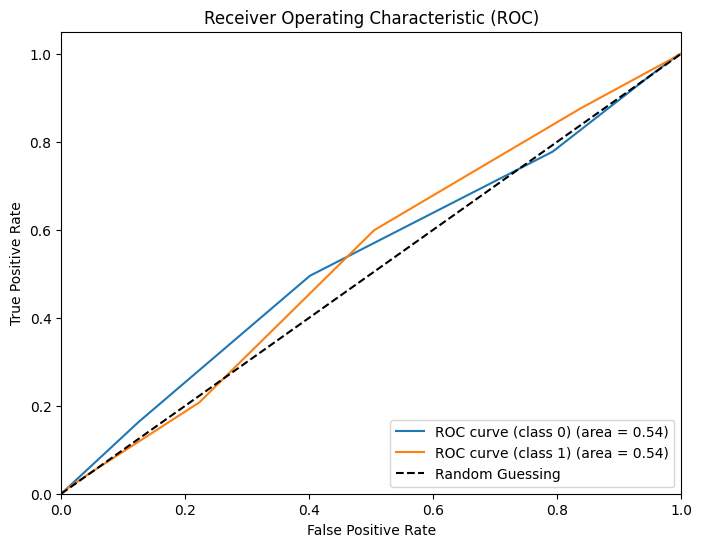 Receiver Operating Characteristic (ROC)
1.0
0.8
0.6
0.4
0.2
0.0
True Positive Rate
ROC curve (class 0) (area = 0.54)
ROC curve (class 1) (area = 0.54)
Random Guessing
0.0 0.2 0.4 0.6 0.8 1.0
False Positive Rate